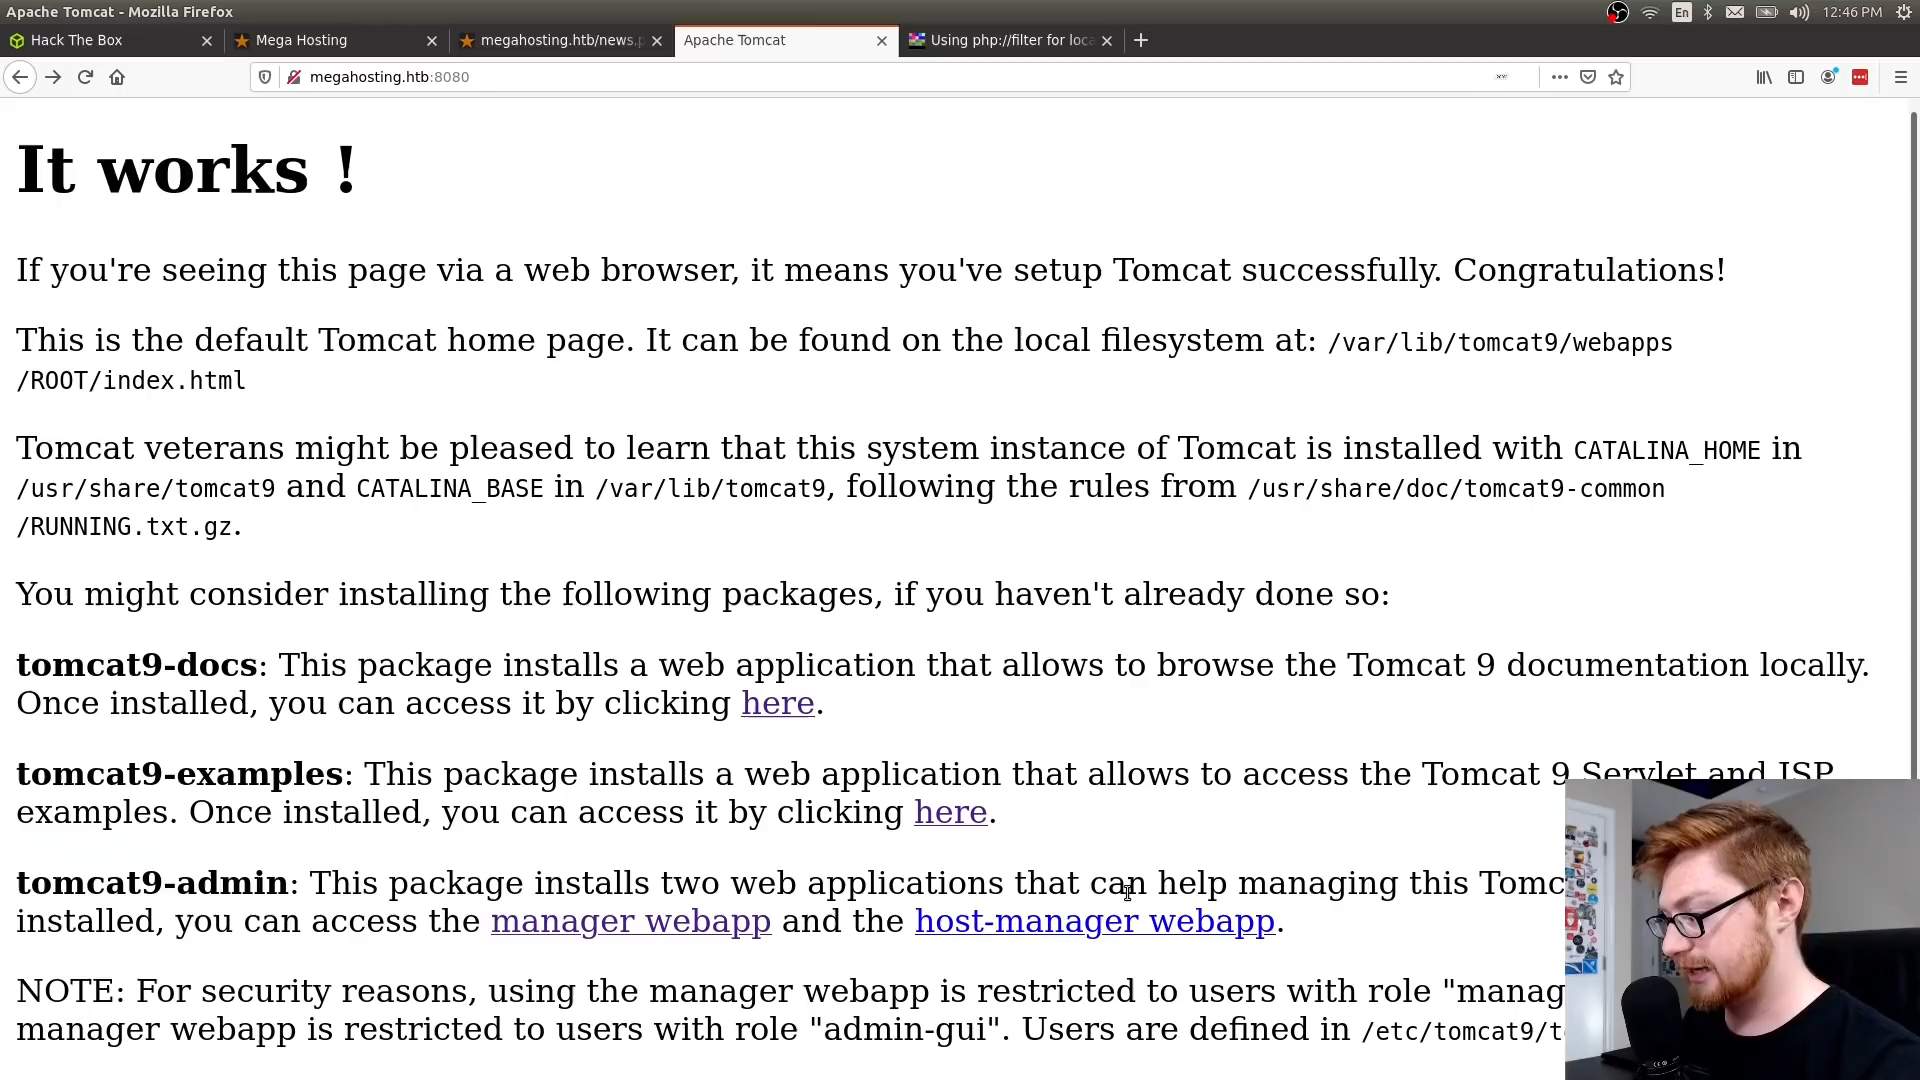 Apache Tomcat - Mozilla Firefox
En
12:46 PM
Hack The Box
Mega Hosting
megahosting.htb/news.p
Apache Tomcat
Using php://filter for loca
megahosting.htb:8080
It works !
If you're seeing this page via a web browser, it means you've setup Tomcat successfully. Congratulations!
This is the default Tomcat home page. It can be found on the local filesystem at: /var/lib/tomcat9/webapps
/ROOT/index.html
Tomcat veterans might be pleased to learn that this system instance of Tomcat is installed with CATALINA_HOME in
/usr/share/tomcat9 and CATALINA_BASE in /var/lib/tomcat9, following the rules from /usr/share/doc/tomcat9-common
/RUNNING.txt.gz.
You might consider installing the following packages, if you haven't already done so:
tomcat9-docs: This package installs a web application that allows to browse the Tomcat 9 documentation locally.
Once installed, you can access it by clicking here.
tomcat9-examples: This package installs a web application that allows to access the Tomcat 9 Servlet and JSP
examples. Once installed, you can access it by clicking here.
tomcat9-admin: This package installs two web applications that can help managing this Tomc
installed, you can access the manager webapp and the host-manager webapp.
NOTE: For security reasons, using the manager webapp is restricted to users with role "manag
manager webapp is restricted to users with role "admin-gui". Users are defined in /etc/tomcat9/t